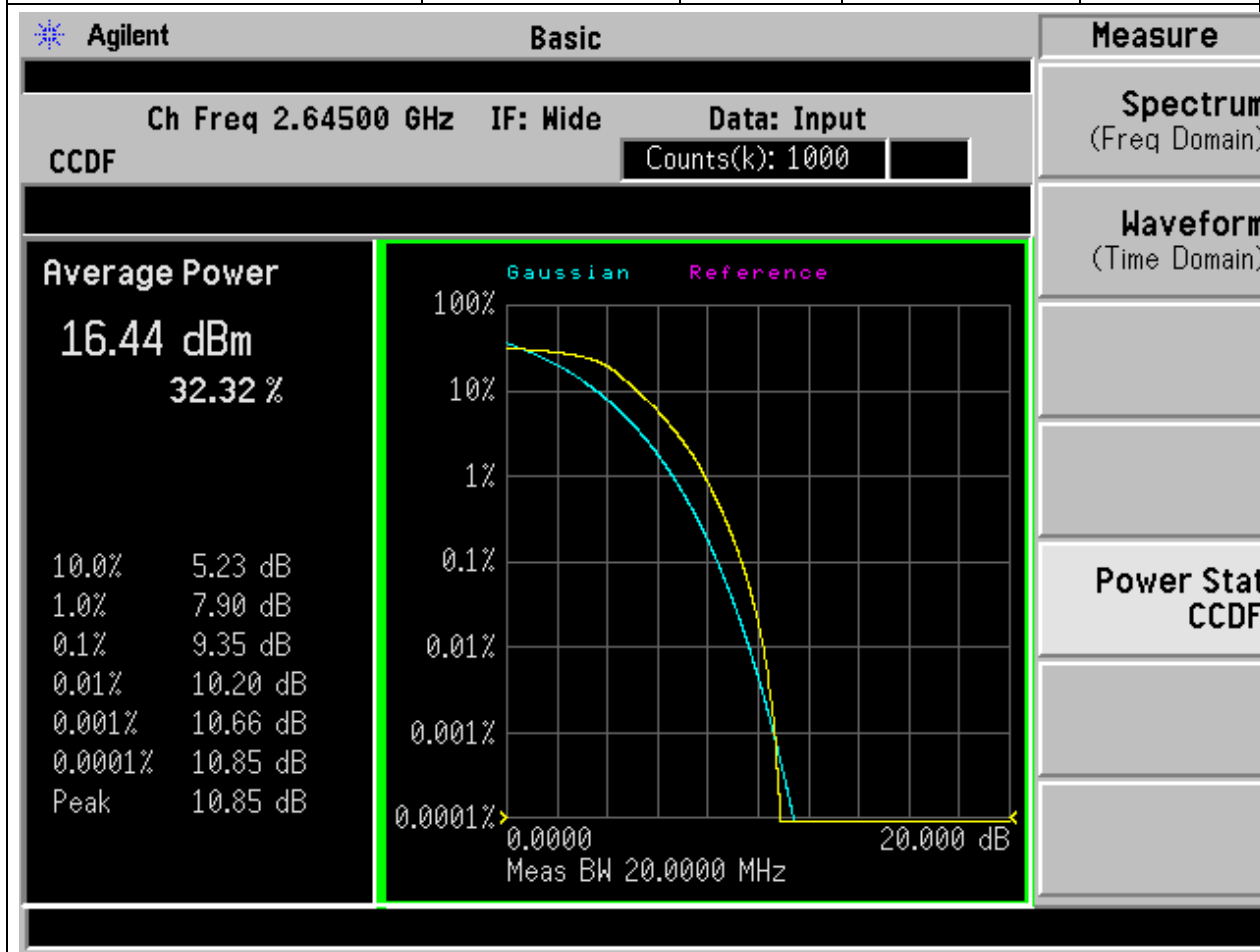 Agilent Basic Measure
Ch Freq 2.64500 GHz IF: Wide Data: Input
CCDF Counts(k): 1000
Spectrum
(Freq Domain)
Waveform
(Time Domain)
Power Stat
CCDF
Average Power
16.44 dBm
32.32 %
10.0% 5.23 dB
1.0% 7.90 dB
0.1% 9.35 dB
0.01% 10.20 dB
0.001% 10.66 dB
0.0001% 10.85 dB
Peak 10.85 dB
Gaussian Reference
100%
10%
1%
0.1%
0.01%
0.001%
0.0001%
0.0000 20.000 dB
Meas BW 20.0000 MHz